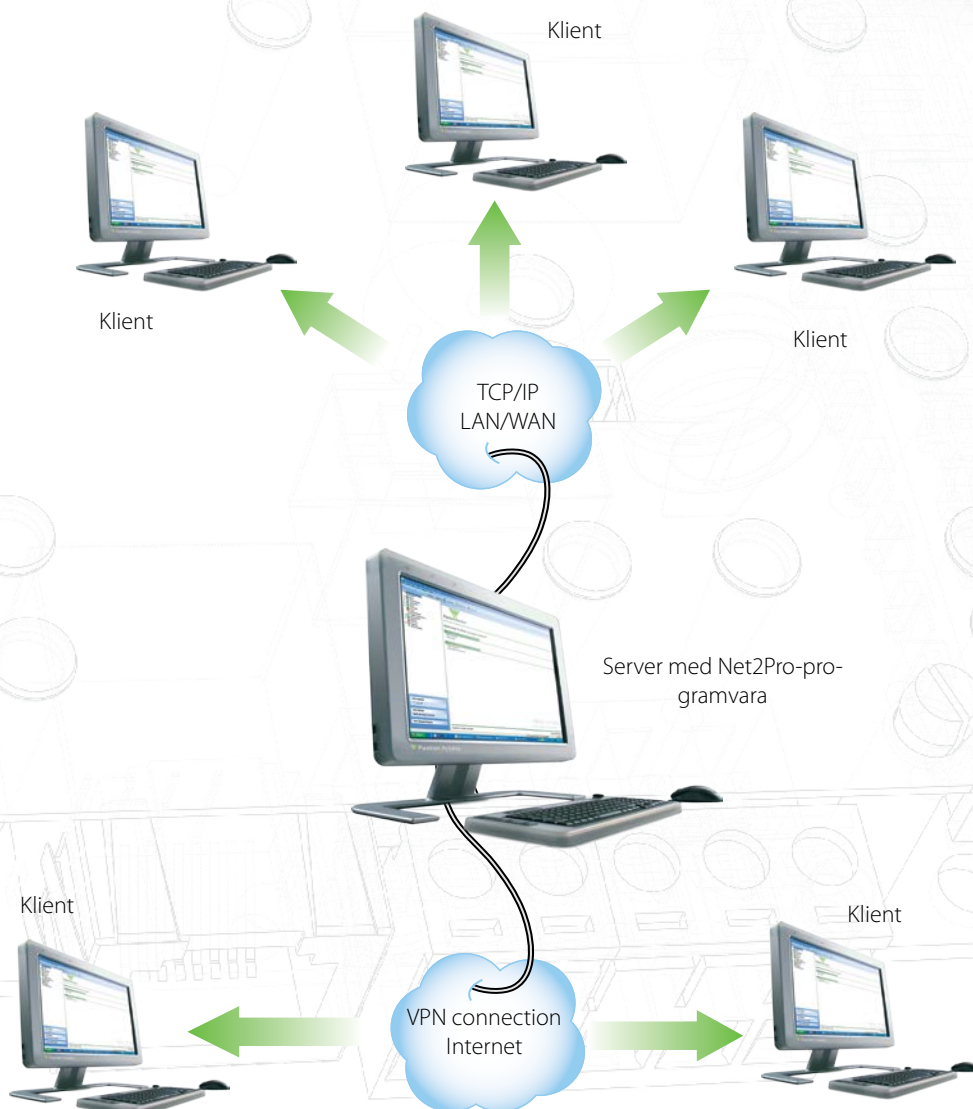 Klient
Klient
Klient
TCP/IP
LAN/WAN
Server med Net2Pro-pro-
gramvara
Klient
Klient
VPN connection
Internet